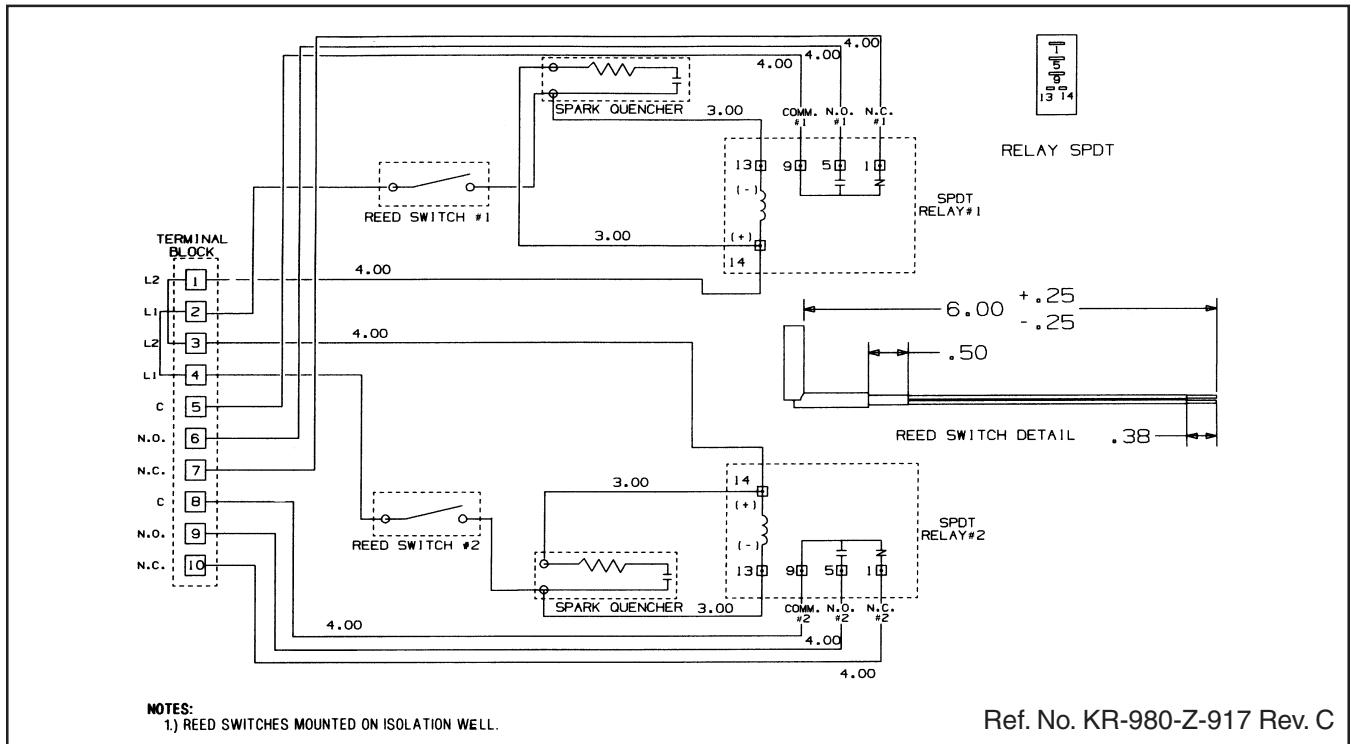 4.00
4.00
4.00
SPARK QUENCHER
3.00
COMM. #1
N.O. #1
N.C. #1
13
9
5
1
(-)
(+)
14
SPDT
RELAY#1
1
5
9
13 14
RELAY SPDT
REED SWITCH #1
3.00
4.00
TERMINAL
BLOCK
L2 1
L1 2
L2 3
L1 4
C 5
N.O. 6
N.C. 7
C 8
N.O. 9
N.C. 10
4.00
6.00 +.25
-.25
.50
REED SWITCH DETAIL .38
REED SWITCH #2
3.00
SPARK QUENCHER
3.00
14
(+)
(-)
13
9
5
1
SPDT
RELAY#2
COMM. #2
N.O. #2
N.C. #2
4.00
4.00
4.00
NOTES:
1.) REED SWITCHES MOUNTED ON ISOLATION WELL.
Ref. No. KR-980-Z-917 Rev. C